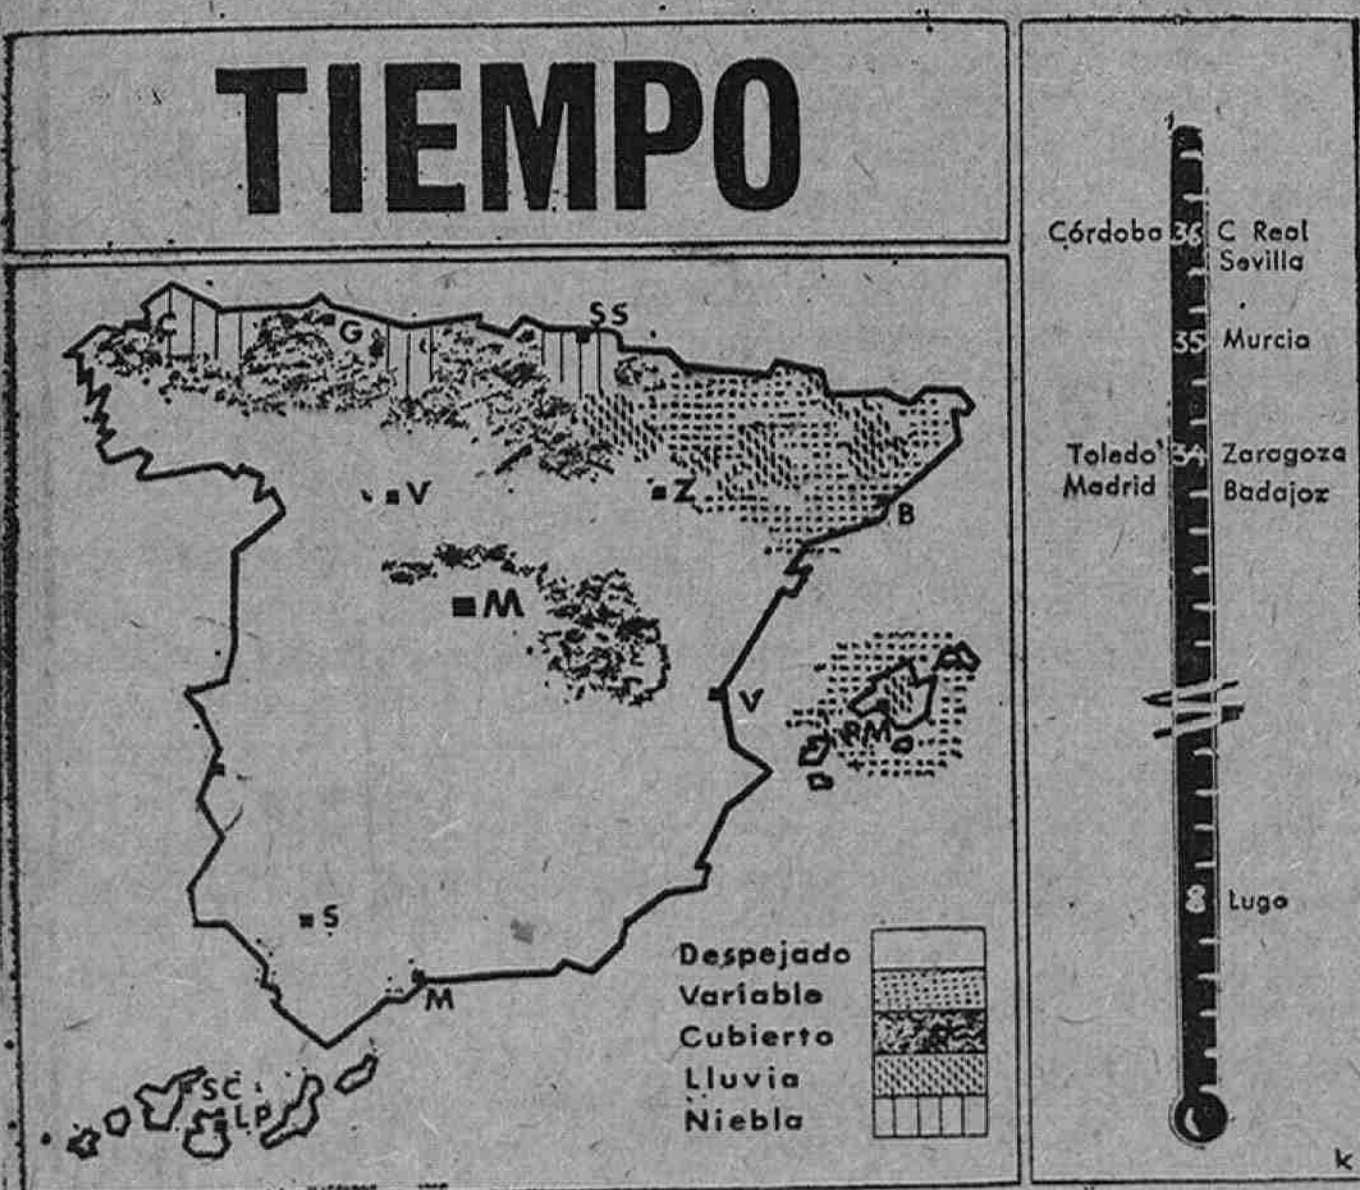 TIEMPO
C
G
SS
V
Z
B
M
V
PM
S
M
SC
LP
Despejado
Variable
Cubierto
Lluvia
Niebla
Córdoba 36 C Real
Sevilla
35 Murcia
Toledo 34 Zaragoza
Madrid Badajoz
8 Lugo
k